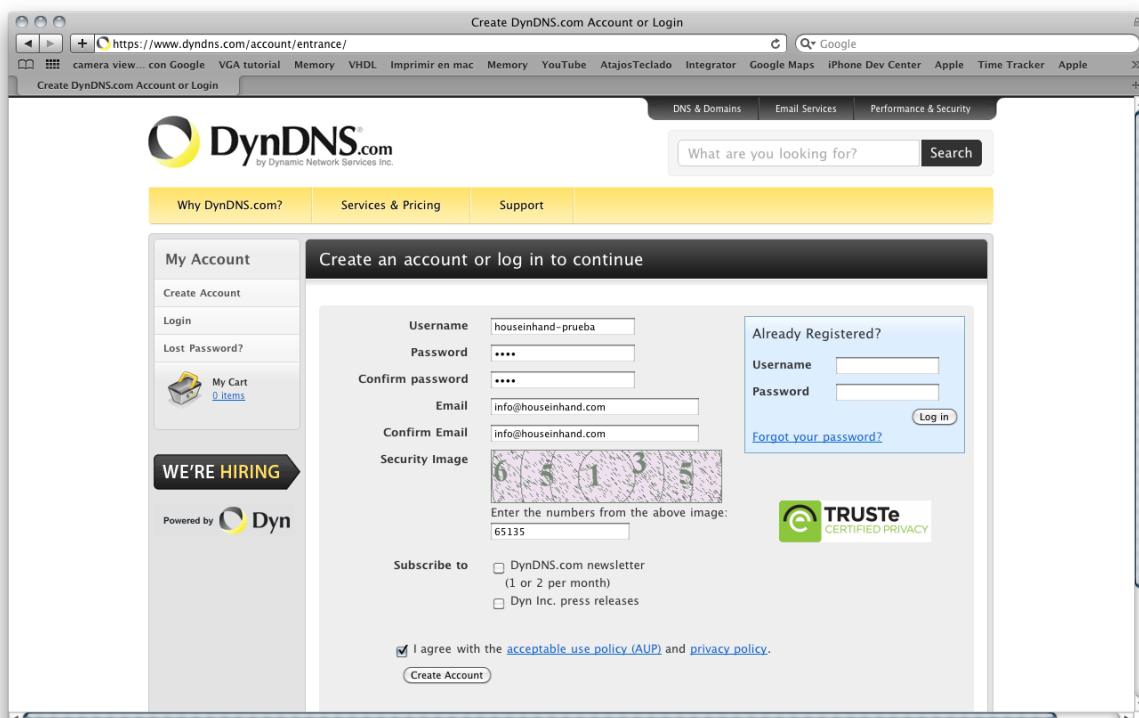 Create DynDNS.com Account or Login
https://www.dyndns.com/account/entrance/
Google
camera view... con Google VGA tutorial Memory VHDL Imprimir en mac Memory YouTube AtajosTeclado Integrator Google Maps iPhone Dev Center Apple Time Tracker Apple
Create DynDNS.com Account or Login
DNS & Domains Email Services Performance & Security
DynDNS.com
by Dynamic Network Services Inc.
What are you looking for? Search
Why DynDNS.com? Services & Pricing Support
My Account
Create Account
Login
Lost Password?
My Cart
0 items
WE'RE HIRING
Powered by Dyn
Create an account or log in to continue
Username houseinhand-prueba
Password ••••
Confirm password ••••
Email info@houseinhand.com
Confirm Email info@houseinhand.com
Security Image 6 5 1 3 5
Enter the numbers from the above image:
65135
Subscribe to DynDNS.com newsletter
(1 or 2 per month)
Dyn Inc. press releases
I agree with the acceptable use policy (AUP) and privacy policy.
Create Account
Already Registered?
Username
Password
Log in
Forgot your password?
TRUSTe
CERTIFIED PRIVACY